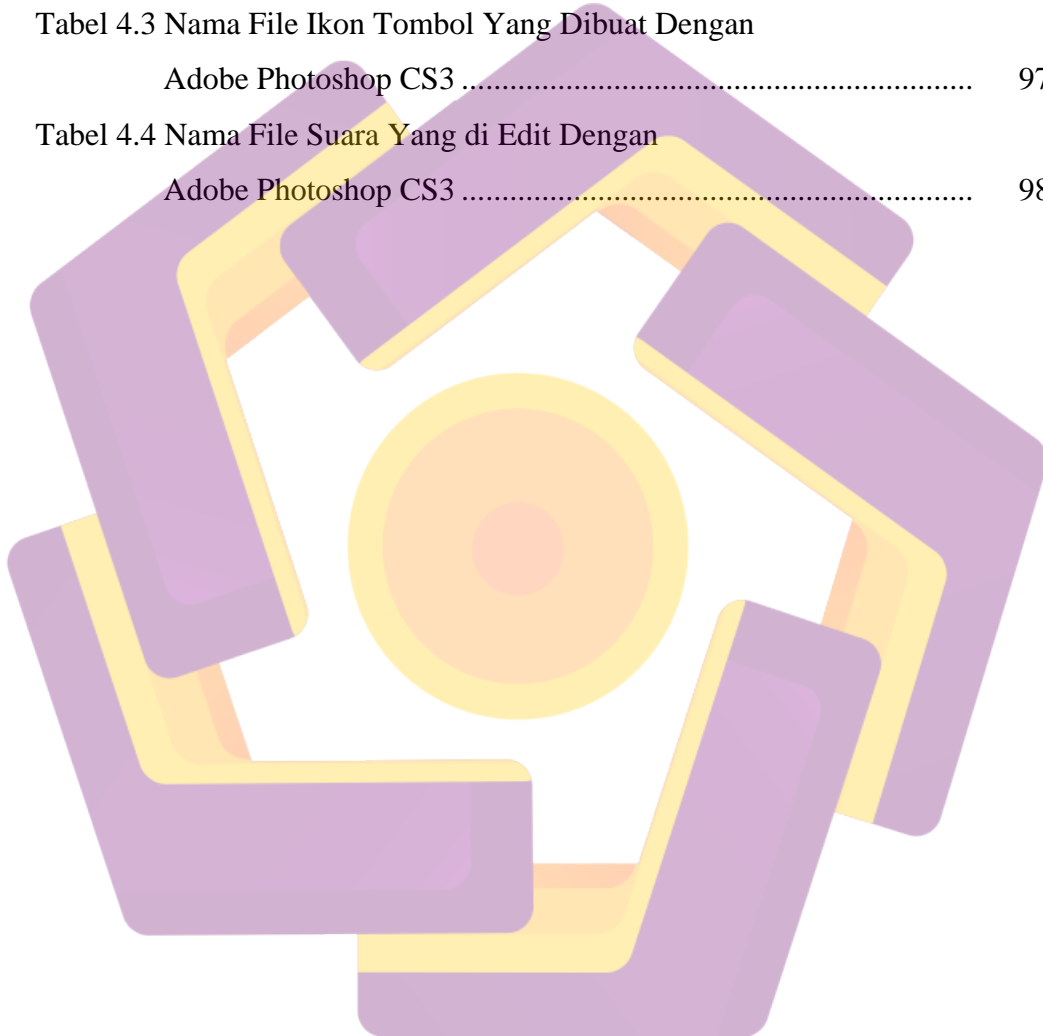 Tabel 4.3 Nama File Ikon Tombol Yang Dibuat Dengan
Adobe Photoshop CS3 ................................................................ 97
Tabel 4.4 Nama File Suara Yang di Edit Dengan
Adobe Photoshop CS3 ................................................................ 98